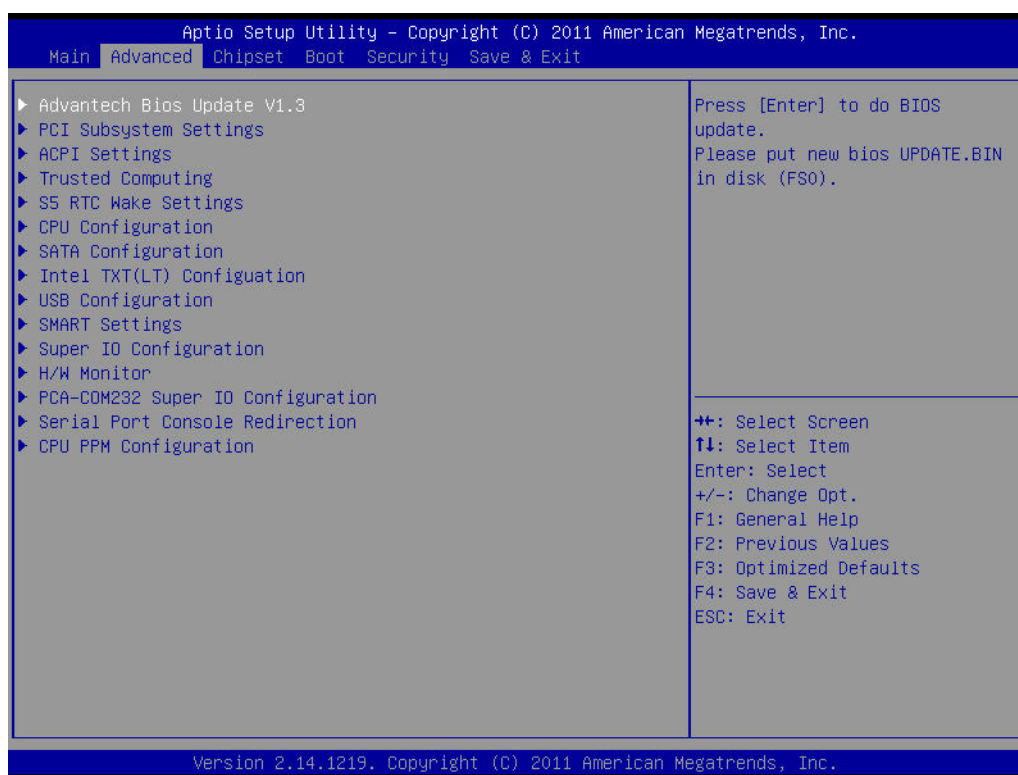 Aptio Setup Utility – Copyright (C) 2011 American Megatrends, Inc.
Main Advanced Chipset Boot Security Save & Exit
Advantech Bios Update V1.3
PCI Subsystem Settings
ACPI Settings
Trusted Computing
S5 RTC Wake Settings
CPU Configuration
SATA Configuration
Intel TXT(LT) Configuation
USB Configuration
SMART Settings
Super IO Configuration
H/W Monitor
PCA-COM232 Super IO Configuration
Serial Port Console Redirection
CPU PPM Configuration
Press [Enter] to do BIOS
update.
Please put new bios UPDATE.BIN
in disk (FS0).
→←: Select Screen
↑↓: Select Item
Enter: Select
+/-: Change Opt.
F1: General Help
F2: Previous Values
F3: Optimized Defaults
F4: Save & Exit
ESC: Exit
Version 2.14.1219. Copyright (C) 2011 American Megatrends, Inc.